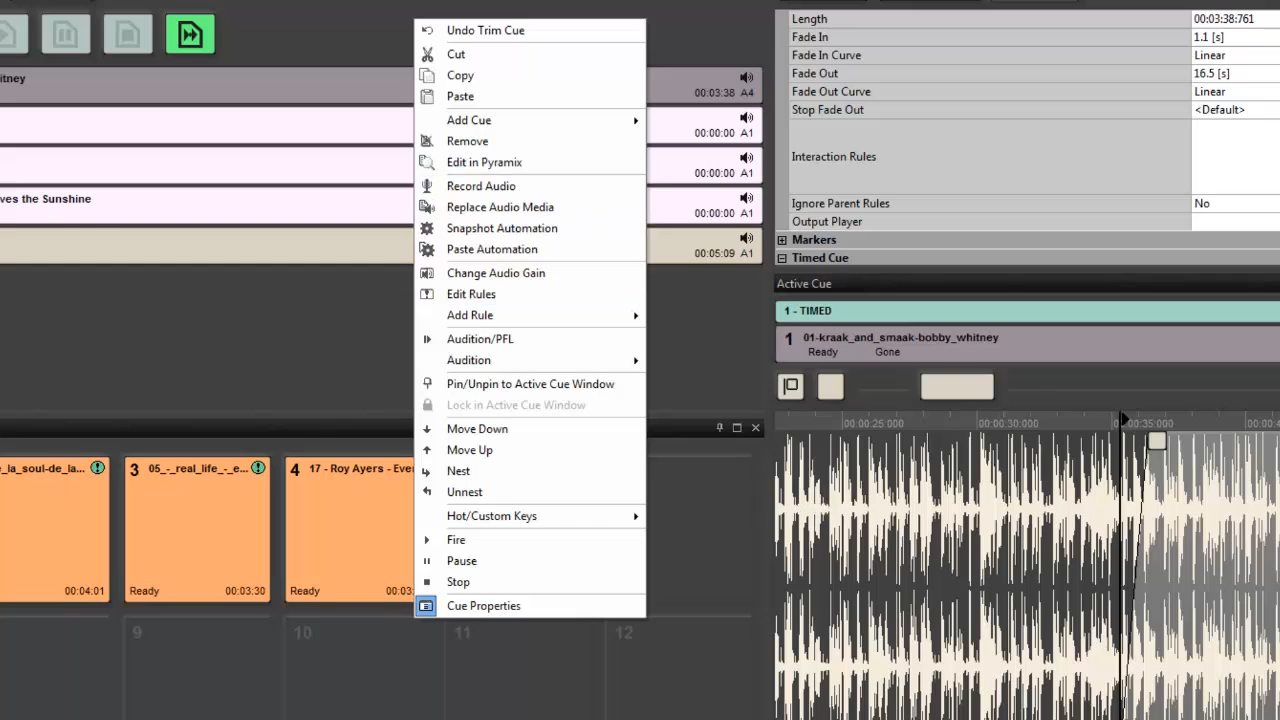 itney
00:03:38 A4
00:00:00 A1
00:00:00 A1
ves the Sunshine
00:00:00 A1
00:05:09 A1
Undo Trim Cue
Cut
Copy
Paste
Add Cue
Remove
Edit in Pyramix
Record Audio
Replace Audio Media
Snapshot Automation
Paste Automation
Change Audio Gain
Edit Rules
Add Rule
Audition/PFL
Audition
Pin/Unpin to Active Cue Window
Lock in Active Cue Window
Move Down
Move Up
Nest
Unnest
Hot/Custom Keys
Fire
Pause
Stop
Cue Properties
Length 00:03:38:761
Fade In 1.1 [s]
Fade In Curve Linear
Fade Out 16.5 [s]
Fade Out Curve Linear
Stop Fade Out <Default>
Interaction Rules
Ignore Parent Rules No
Output Player
Markers
Timed Cue
Active Cue
1 - TIMED
1 01-kraak_and_smaak-bobby_whitney
Ready Gone
00:00:25:000 00:00:30:000 00:00:35:000
e_la_soul-de_la...
00:04:01
3 05_-_real_life_-_e...
Ready 00:03:30
4 17 - Roy Ayers - Eve
Ready 00:03:
9 10 11 12